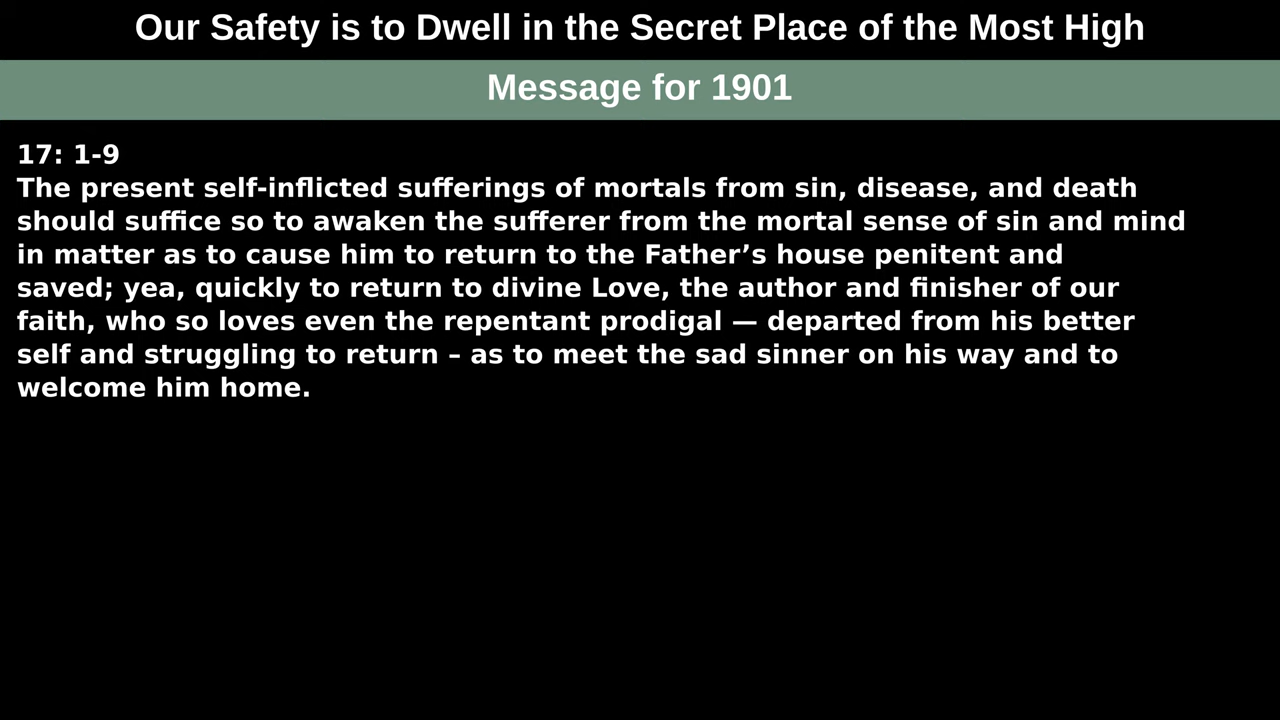 Our Safety is to Dwell in the Secret Place of the Most High
Message for 1901
17: 1-9
The present self-inflicted sufferings of mortals from sin, disease, and death
should suffice so to awaken the sufferer from the mortal sense of sin and mind
in matter as to cause him to return to the Father’s house penitent and
saved; yea, quickly to return to divine Love, the author and finisher of our
faith, who so loves even the repentant prodigal — departed from his better
self and struggling to return – as to meet the sad sinner on his way and to
welcome him home.